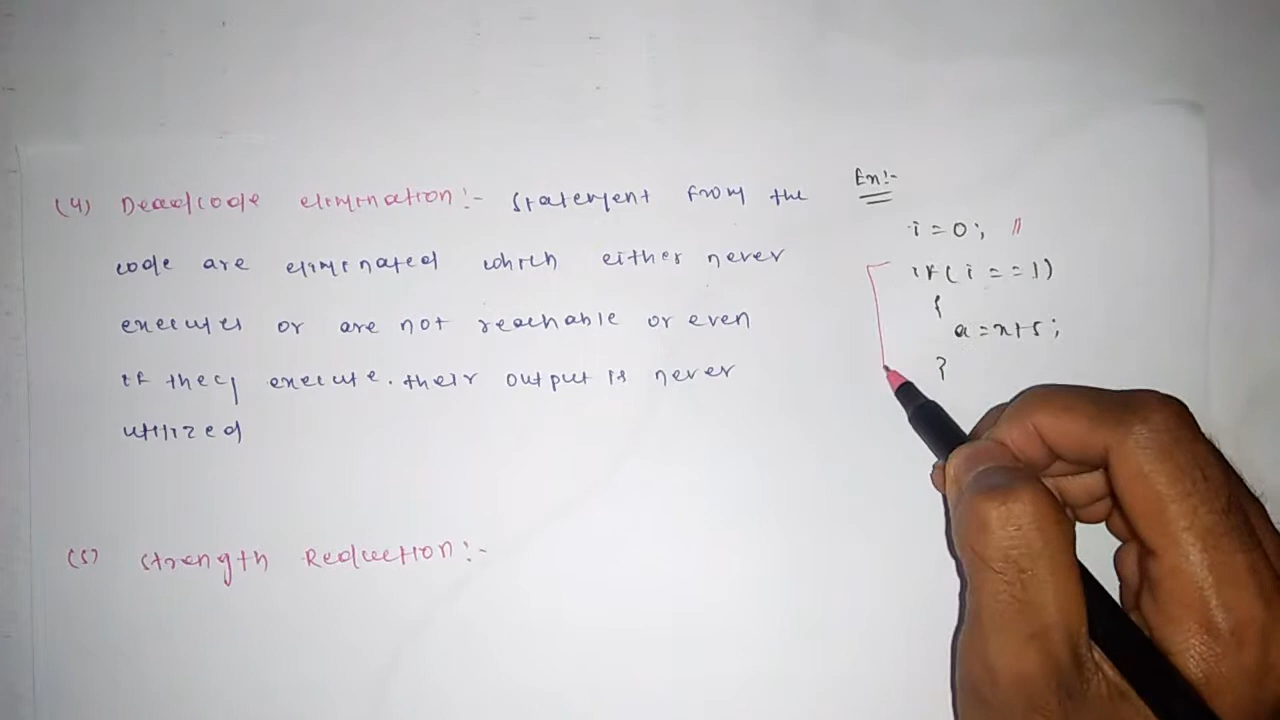 (4) Deadcode elimination:- Statement from the
code are eliminated which either never
executes or are not reachable or even
if they execute. their output is never
utilized
(5) Strength Reduction:-
Ex:-
i = 0; //
if(i == 1)
{
a = x+5;
}